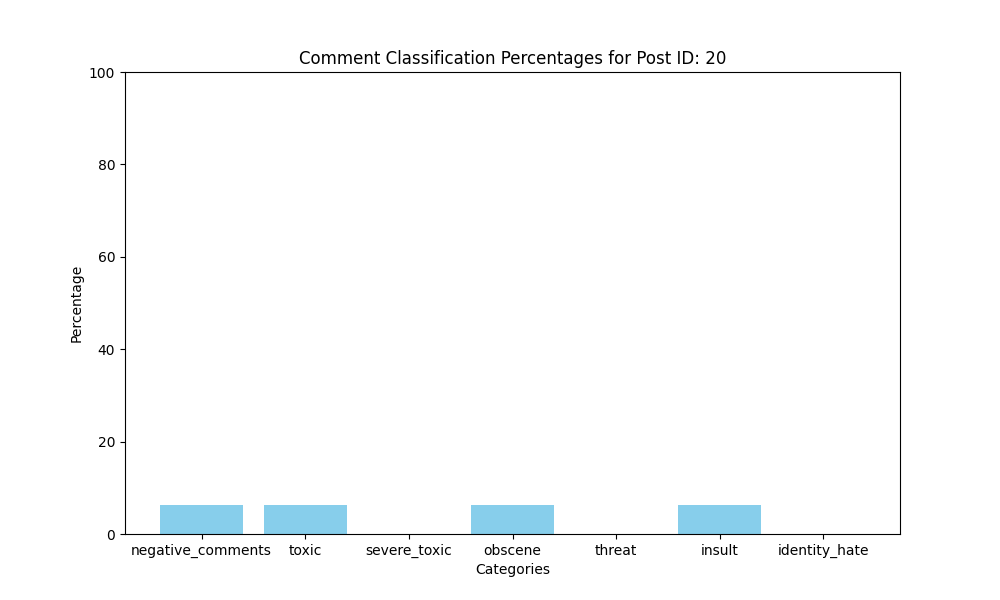 Comment Classification Percentages for Post ID: 20
100
80
60
40
20
0
Percentage
negative_comments toxic severe_toxic obscene threat insult identity_hate
Categories